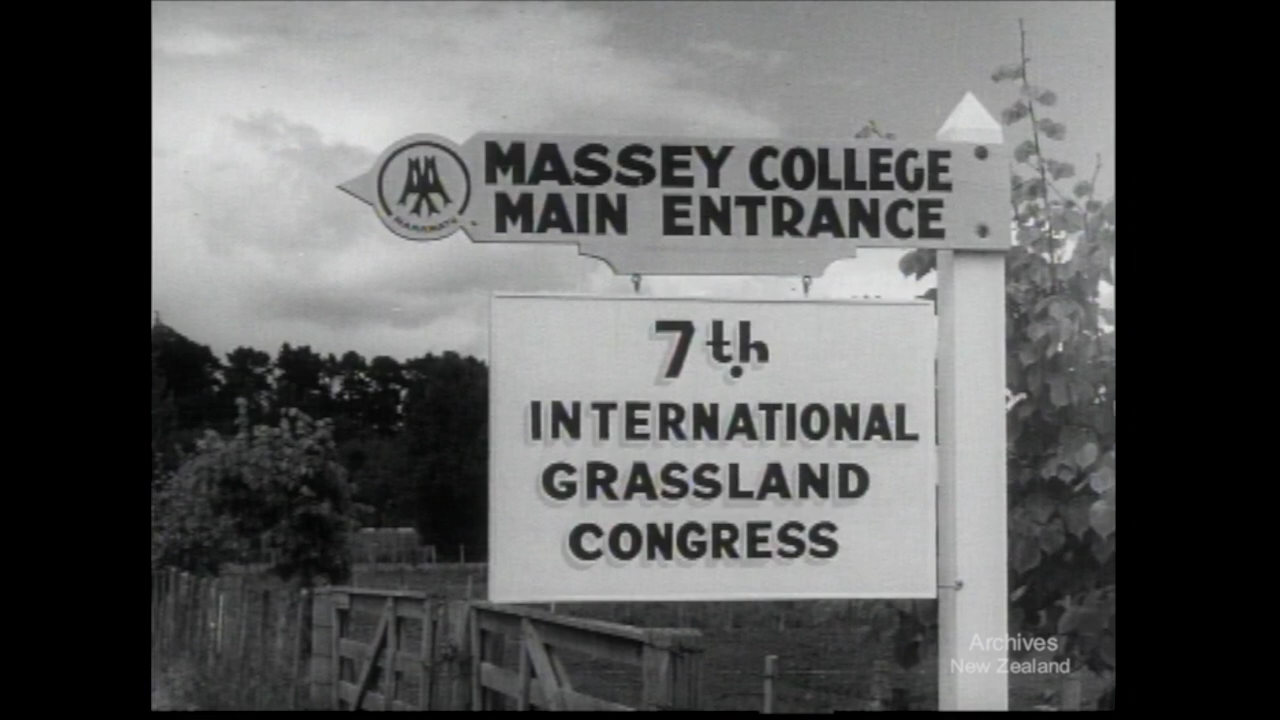 MASSEY COLLEGE
MAIN ENTRANCE
7th
INTERNATIONAL
GRASSLAND
CONGRESS
Archives
New Zealand